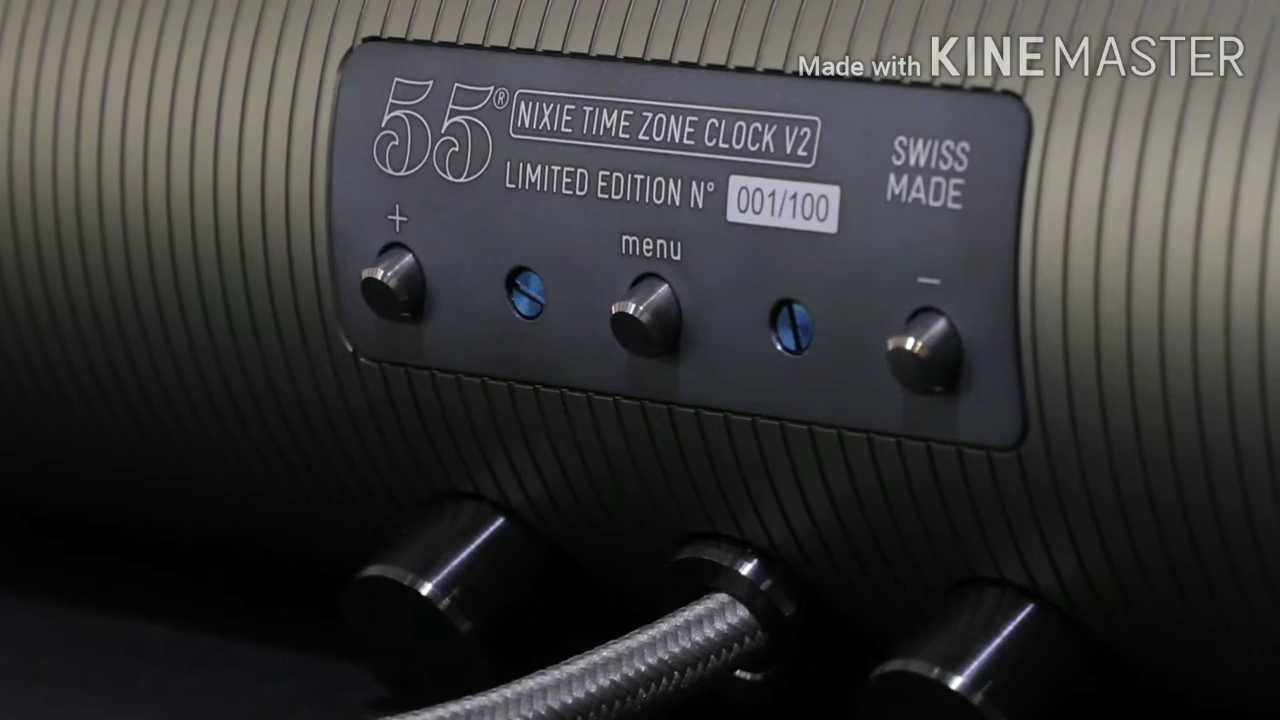 Made with KINEMASTER
55® NIXIE TIME ZONE CLOCK V2
LIMITED EDITION N° 001/100
SWISS
MADE
+
menu
−